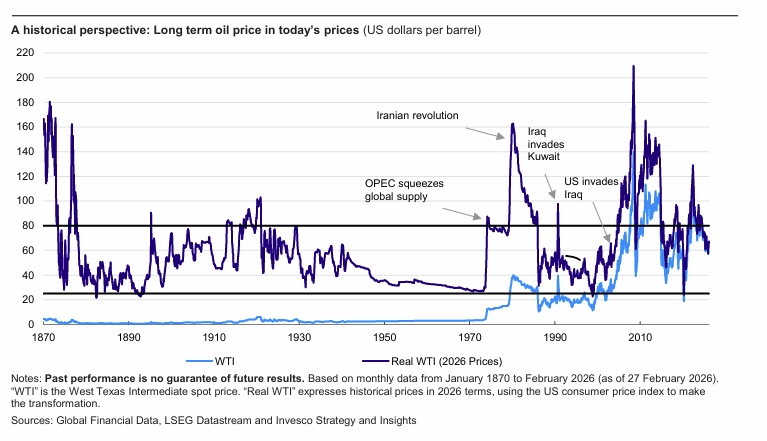 A historical perspective: Long term oil price in today's prices (US dollars per barrel)
220
200
180
160
140
120
100
80
60
40
20
0
Iranian revolution
Iraq
invades
Kuwait
OPEC squeezes
global supply
US invades
Iraq
1870
1890
1910
1930
1950
1970
1990
2010
WTI
Real WTI (2026 Prices)
Notes: Past performance is no guarantee of future results. Based on monthly data from January 1870 to February 2026 (as of 27 February 2026).
“WTI” is the West Texas Intermediate spot price. “Real WTI” expresses historical prices in 2026 terms, using the US consumer price index to make
the transformation.
Sources: Global Financial Data, LSEG Datastream and Invesco Strategy and Insights